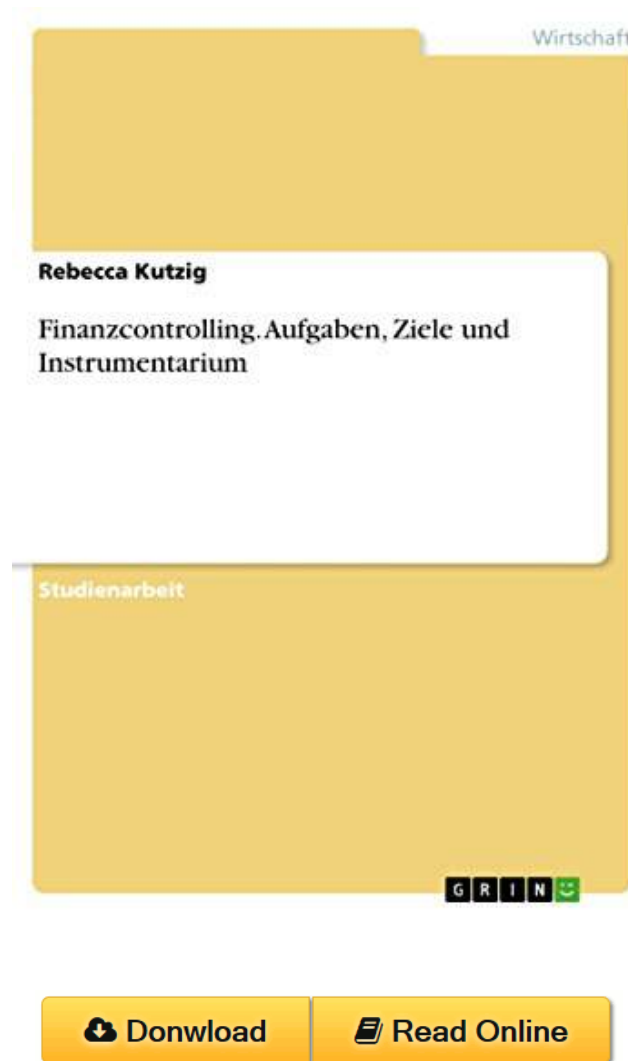 Wirtschaft
Rebecca Kutzig
Finanzcontrolling. Aufgaben, Ziele und
Instrumentarium
Studienarbeit
GRIN
Donwload
Read Online